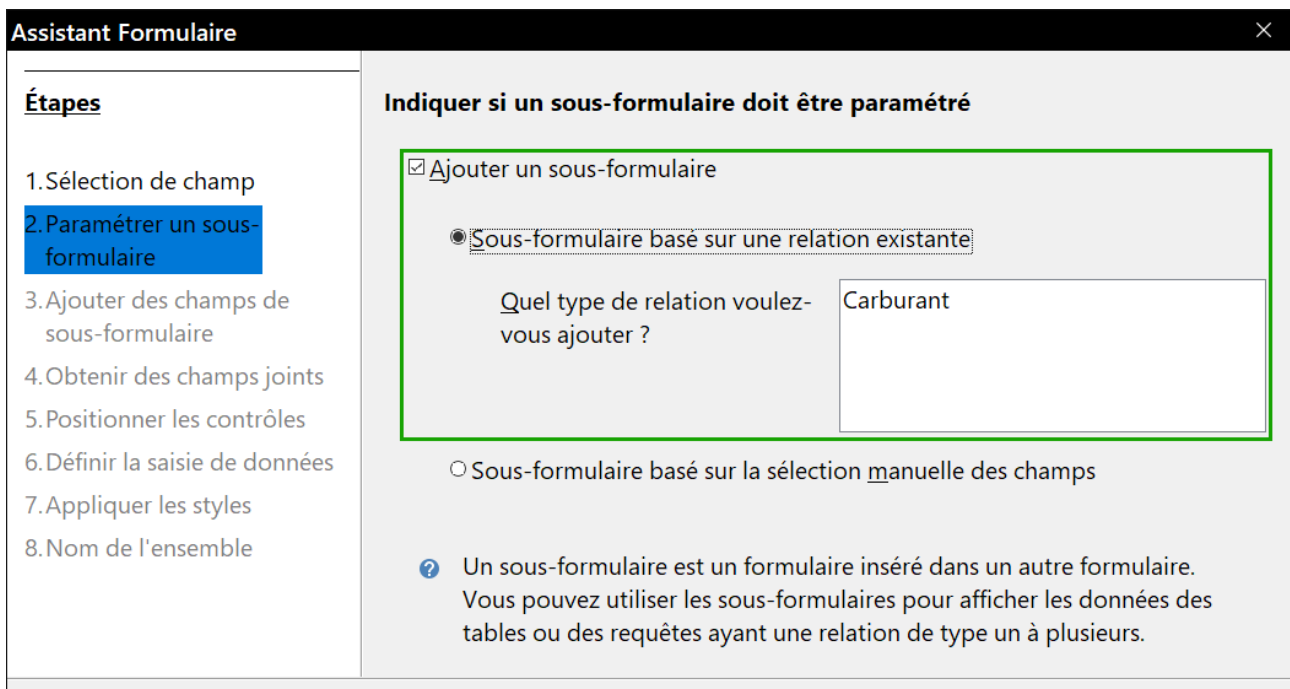 Assistant Formulaire
Étapes
1. Sélection de champ
2. Paramétrer un sous-
formulaire
3. Ajouter des champs de
sous-formulaire
4. Obtenir des champs joints
5. Positionner les contrôles
6. Définir la saisie de données
7. Appliquer les styles
8. Nom de l'ensemble
Indiquer si un sous-formulaire doit être paramétré
Ajouter un sous-formulaire
Sous-formulaire basé sur une relation existante
Quel type de relation voulez-
vous ajouter ?
Carburant
Sous-formulaire basé sur la sélection manuelle des champs
Un sous-formulaire est un formulaire inséré dans un autre formulaire.
Vous pouvez utiliser les sous-formulaires pour afficher les données des
tables ou des requêtes ayant une relation de type un à plusieurs.